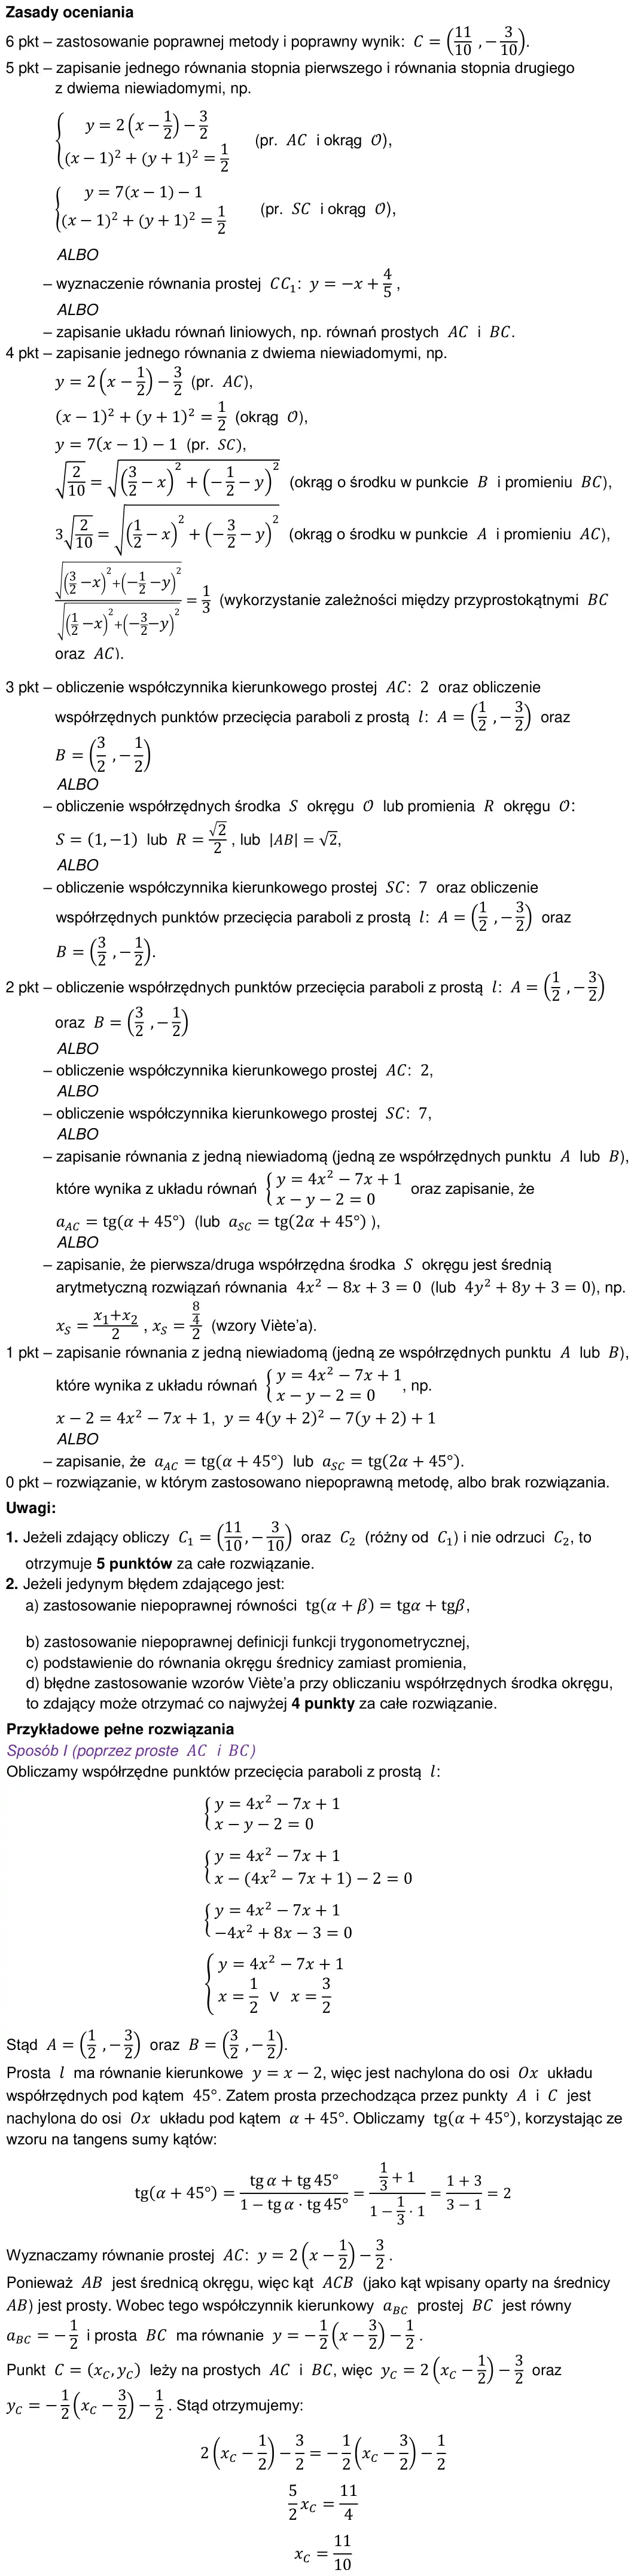 Zasady oceniania
6 pkt – zastosowanie poprawnej metody i poprawny wynik: C = (11/10 , −3/10).
5 pkt – zapisanie jednego równania stopnia pierwszego i równania stopnia drugiego
z dwiema niewiadomymi, np.
{ y = 2(x − 1/2) − 3/2
(x − 1)² + (y + 1)² = 1/2 (pr. AC i okrąg 𝒪),
{ y = 7(x − 1) − 1
(x − 1)² + (y + 1)² = 1/2 (pr. SC i okrąg 𝒪),
ALBO
– wyznaczenie równania prostej CC₁: y = −x + 4/5 ,
ALBO
– zapisanie układu równań liniowych, np. równań prostych AC i BC.
4 pkt – zapisanie jednego równania z dwiema niewiadomymi, np.
y = 2(x − 1/2) − 3/2 (pr. AC),
(x − 1)² + (y + 1)² = 1/2 (okrąg 𝒪),
y = 7(x − 1) − 1 (pr. SC),
√(2/10) = √((3/2 − x)² + (−1/2 − y)²) (okrąg o środku w punkcie B i promieniu BC),
3√(2/10) = √((1/2 − x)² + (−3/2 − y)²) (okrąg o środku w punkcie A i promieniu AC),
√((3/2 − x)² + (−1/2 − y)²) / √((1/2 − x)² + (−3/2 − y)²) = 1/3 (wykorzystanie zależności między przyprostokątnymi BC
oraz AC).
3 pkt – obliczenie współczynnika kierunkowego prostej AC: 2 oraz obliczenie
współrzędnych punktów przecięcia paraboli z prostą l: A = (1/2 , −3/2) oraz
B = (3/2 , −1/2)
ALBO
– obliczenie współrzędnych środka S okręgu 𝒪 lub promienia R okręgu 𝒪:
S = (1, −1) lub R = √2/2 , lub |AB| = √2,
ALBO
– obliczenie współczynnika kierunkowego prostej SC: 7 oraz obliczenie
współrzędnych punktów przecięcia paraboli z prostą l: A = (1/2 , −3/2) oraz
B = (3/2 , −1/2).
2 pkt – obliczenie współrzędnych punktów przecięcia paraboli z prostą l: A = (1/2 , −3/2)
oraz B = (3/2 , −1/2)
ALBO
– obliczenie współczynnika kierunkowego prostej AC: 2,
ALBO
– obliczenie współczynnika kierunkowego prostej SC: 7,
ALBO
– zapisanie równania z jedną niewiadomą (jedną ze współrzędnych punktu A lub B),
które wynika z układu równań { y = 4x² − 7x + 1
x − y − 2 = 0 oraz zapisanie, że
a_AC = tg(α + 45°) (lub a_SC = tg(2α + 45°) ),
ALBO
– zapisanie, że pierwsza/druga współrzędna środka S okręgu jest średnią
arytmetyczną rozwiązań równania 4x² − 8x + 3 = 0 (lub 4y² + 8y + 3 = 0), np.
x_S = (x₁+x₂)/2 , x_S = (8/4)/2 (wzory Viète’a).
1 pkt – zapisanie równania z jedną niewiadomą (jedną ze współrzędnych punktu A lub B),
które wynika z układu równań { y = 4x² − 7x + 1
x − y − 2 = 0 , np.
x − 2 = 4x² − 7x + 1, y = 4(y + 2)² − 7(y + 2) + 1
ALBO
– zapisanie, że a_AC = tg(α + 45°) lub a_SC = tg(2α + 45°).
0 pkt – rozwiązanie, w którym zastosowano niepoprawną metodę, albo brak rozwiązania.
Uwagi:
1. Jeżeli zdający obliczy C₁ = (11/10 , −3/10) oraz C₂ (różny od C₁) i nie odrzuci C₂, to
otrzymuje 5 punktów za całe rozwiązanie.
2. Jeżeli jedynym błędem zdającego jest:
a) zastosowanie niepoprawnej równości tg(α + β) = tgα + tgβ,
b) zastosowanie niepoprawnej definicji funkcji trygonometrycznej,
c) podstawienie do równania okręgu średnicy zamiast promienia,
d) błędne zastosowanie wzorów Viète’a przy obliczaniu współrzędnych środka okręgu,
to zdający może otrzymać co najwyżej 4 punkty za całe rozwiązanie.
Przykładowe pełne rozwiązania
Sposób I (poprzez proste AC i BC)
Obliczamy współrzędne punktów przecięcia paraboli z prostą l:
{ y = 4x² − 7x + 1
x − y − 2 = 0
{ y = 4x² − 7x + 1
x − (4x² − 7x + 1) − 2 = 0
{ y = 4x² − 7x + 1
−4x² + 8x − 3 = 0
{ y = 4x² − 7x + 1
x = 1/2 ∨ x = 3/2
Stąd A = (1/2 , −3/2) oraz B = (3/2 , −1/2).
Prosta l ma równanie kierunkowe y = x − 2, więc jest nachylona do osi Ox układu
współrzędnych pod kątem 45°. Zatem prosta przechodząca przez punkty A i C jest
nachylona do osi Ox układu pod kątem α + 45°. Obliczamy tg(α + 45°), korzystając ze
wzoru na tangens sumy kątów:
tg(α + 45°) = (tg α + tg 45°)/(1 − tg α · tg 45°) = (1/3 + 1)/(1 − 1/3 · 1) = (1 + 3)/(3 − 1) = 2
Wyznaczamy równanie prostej AC: y = 2(x − 1/2) − 3/2 .
Ponieważ AB jest średnicą okręgu, więc kąt ACB (jako kąt wpisany oparty na średnicy
AB) jest prosty. Wobec tego współczynnik kierunkowy a_BC prostej BC jest równy
a_BC = −1/2 i prosta BC ma równanie y = −1/2(x − 3/2) − 1/2 .
Punkt C = (x_C, y_C) leży na prostych AC i BC, więc y_C = 2(x_C − 1/2) − 3/2 oraz
y_C = −1/2(x_C − 3/2) − 1/2 . Stąd otrzymujemy:
2(x_C − 1/2) − 3/2 = −1/2(x_C − 3/2) − 1/2
5/2 x_C = 11/4
x_C = 11/10